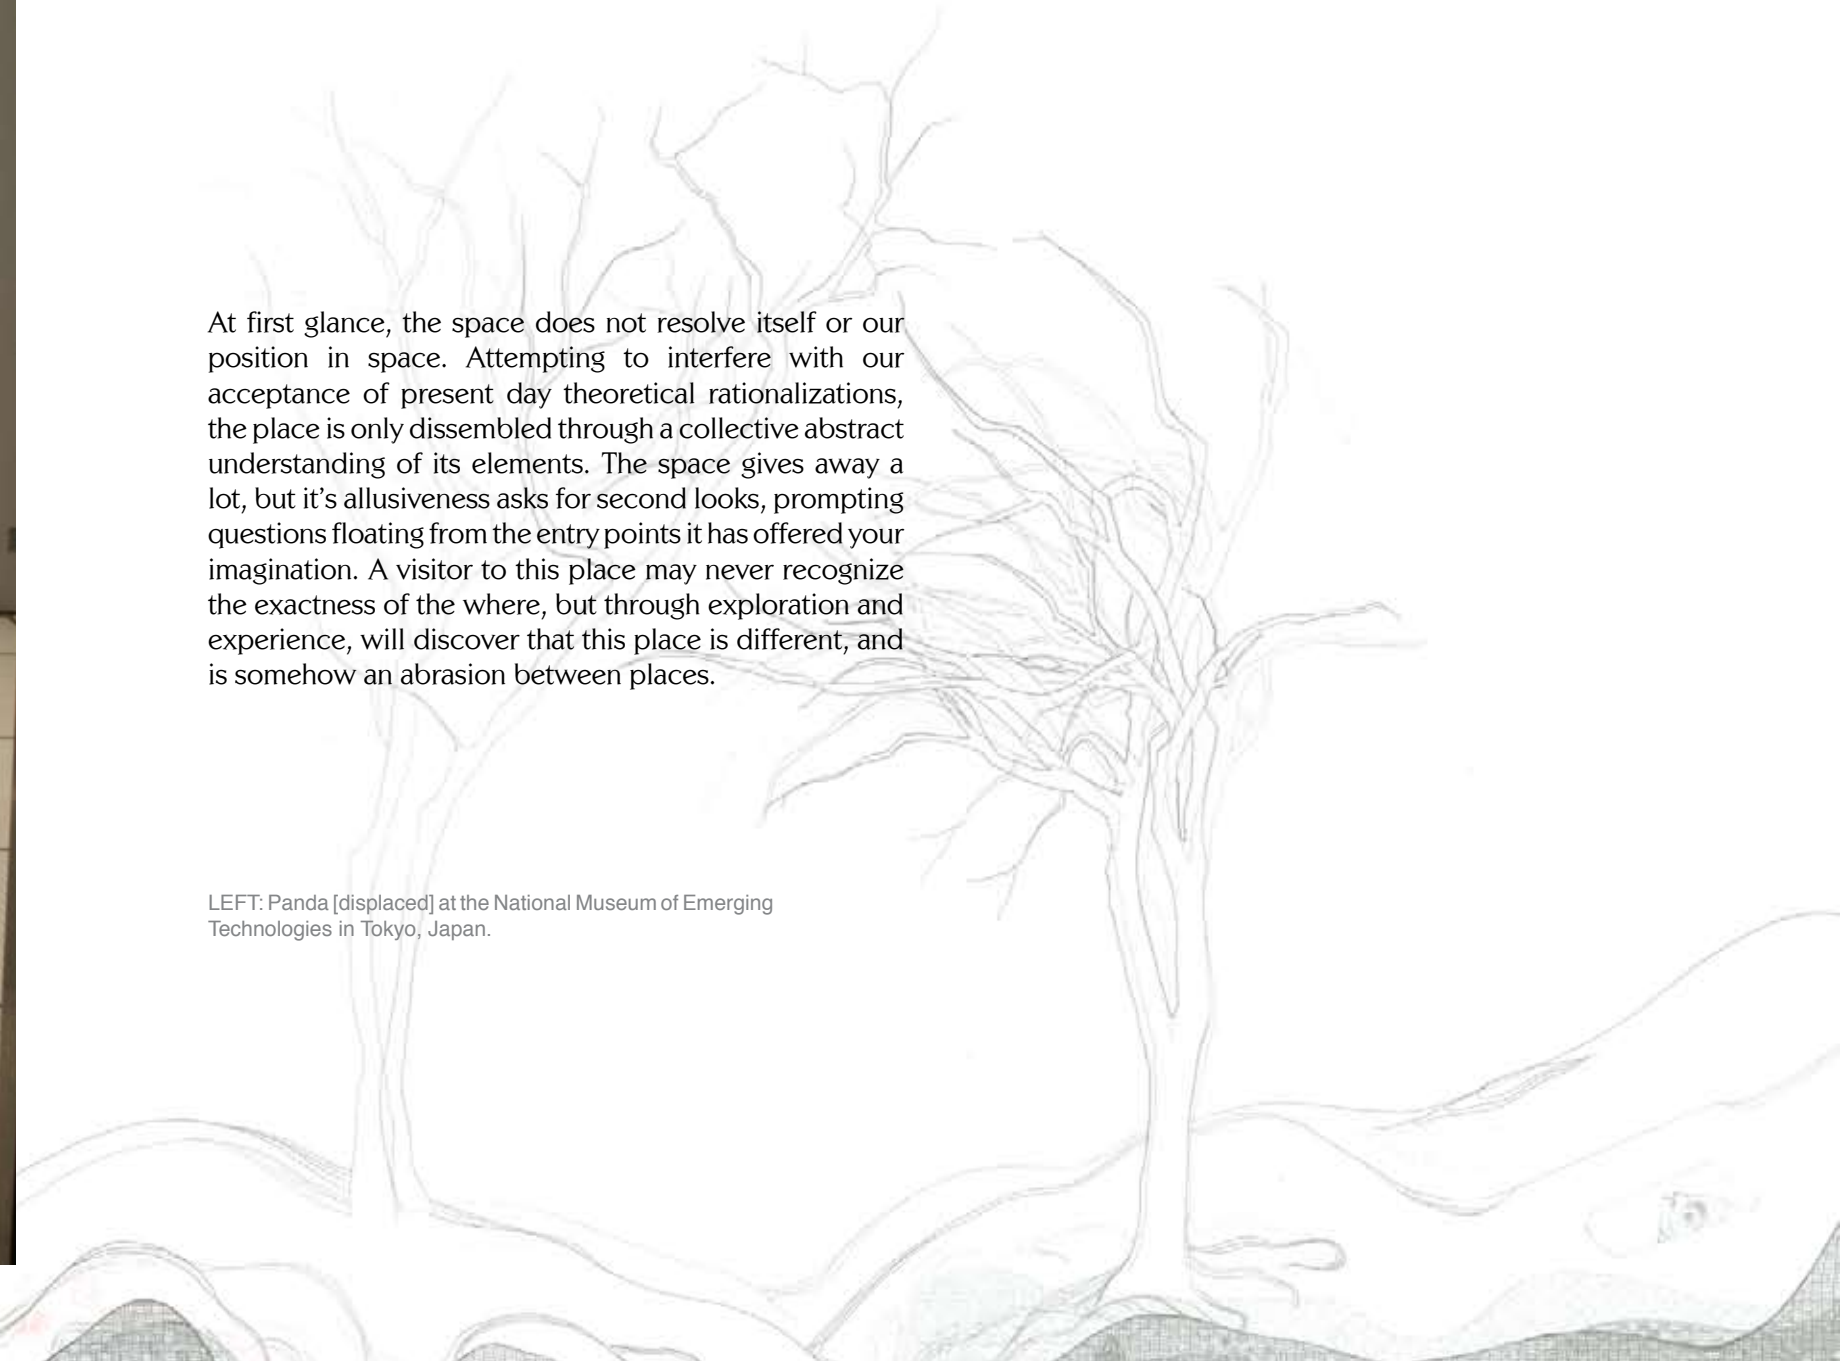 At first glance, the space does not resolve itself or our
position in space. Attempting to interfere with our
acceptance of present day theoretical rationalizations,
the place is only dissembled through a collective abstract
understanding of its elements. The space gives away a
lot, but it’s allusiveness asks for second looks, prompting
questions floating from the entry points it has offered your
imagination. A visitor to this place may never recognize
the exactness of the where, but through exploration and
experience, will discover that this place is different, and
is somehow an abrasion between places.
LEFT: Panda [displaced] at the National Museum of Emerging
Technologies in Tokyo, Japan.